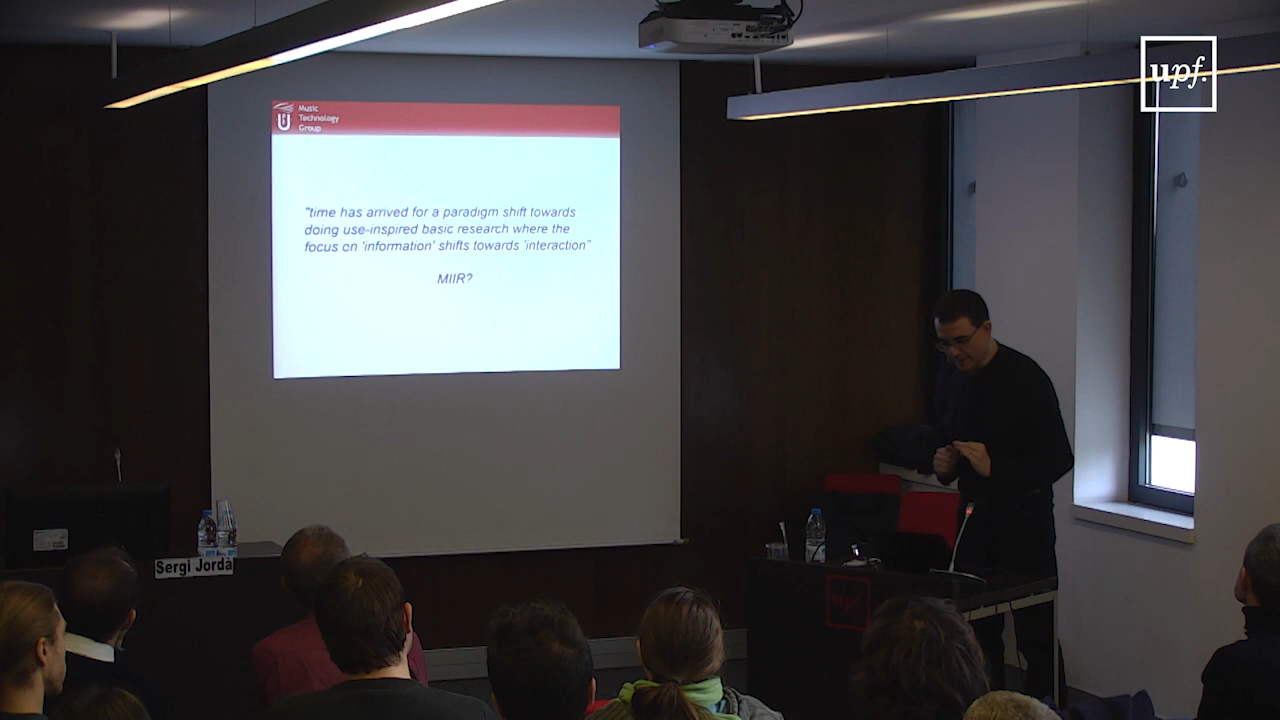 upf.
Music
Technology
Group
"time has arrived for a paradigm shift towards
doing use-inspired basic research where the
focus on 'information' shifts towards 'interaction"
MIIR?
Sergi Jordà
upf.